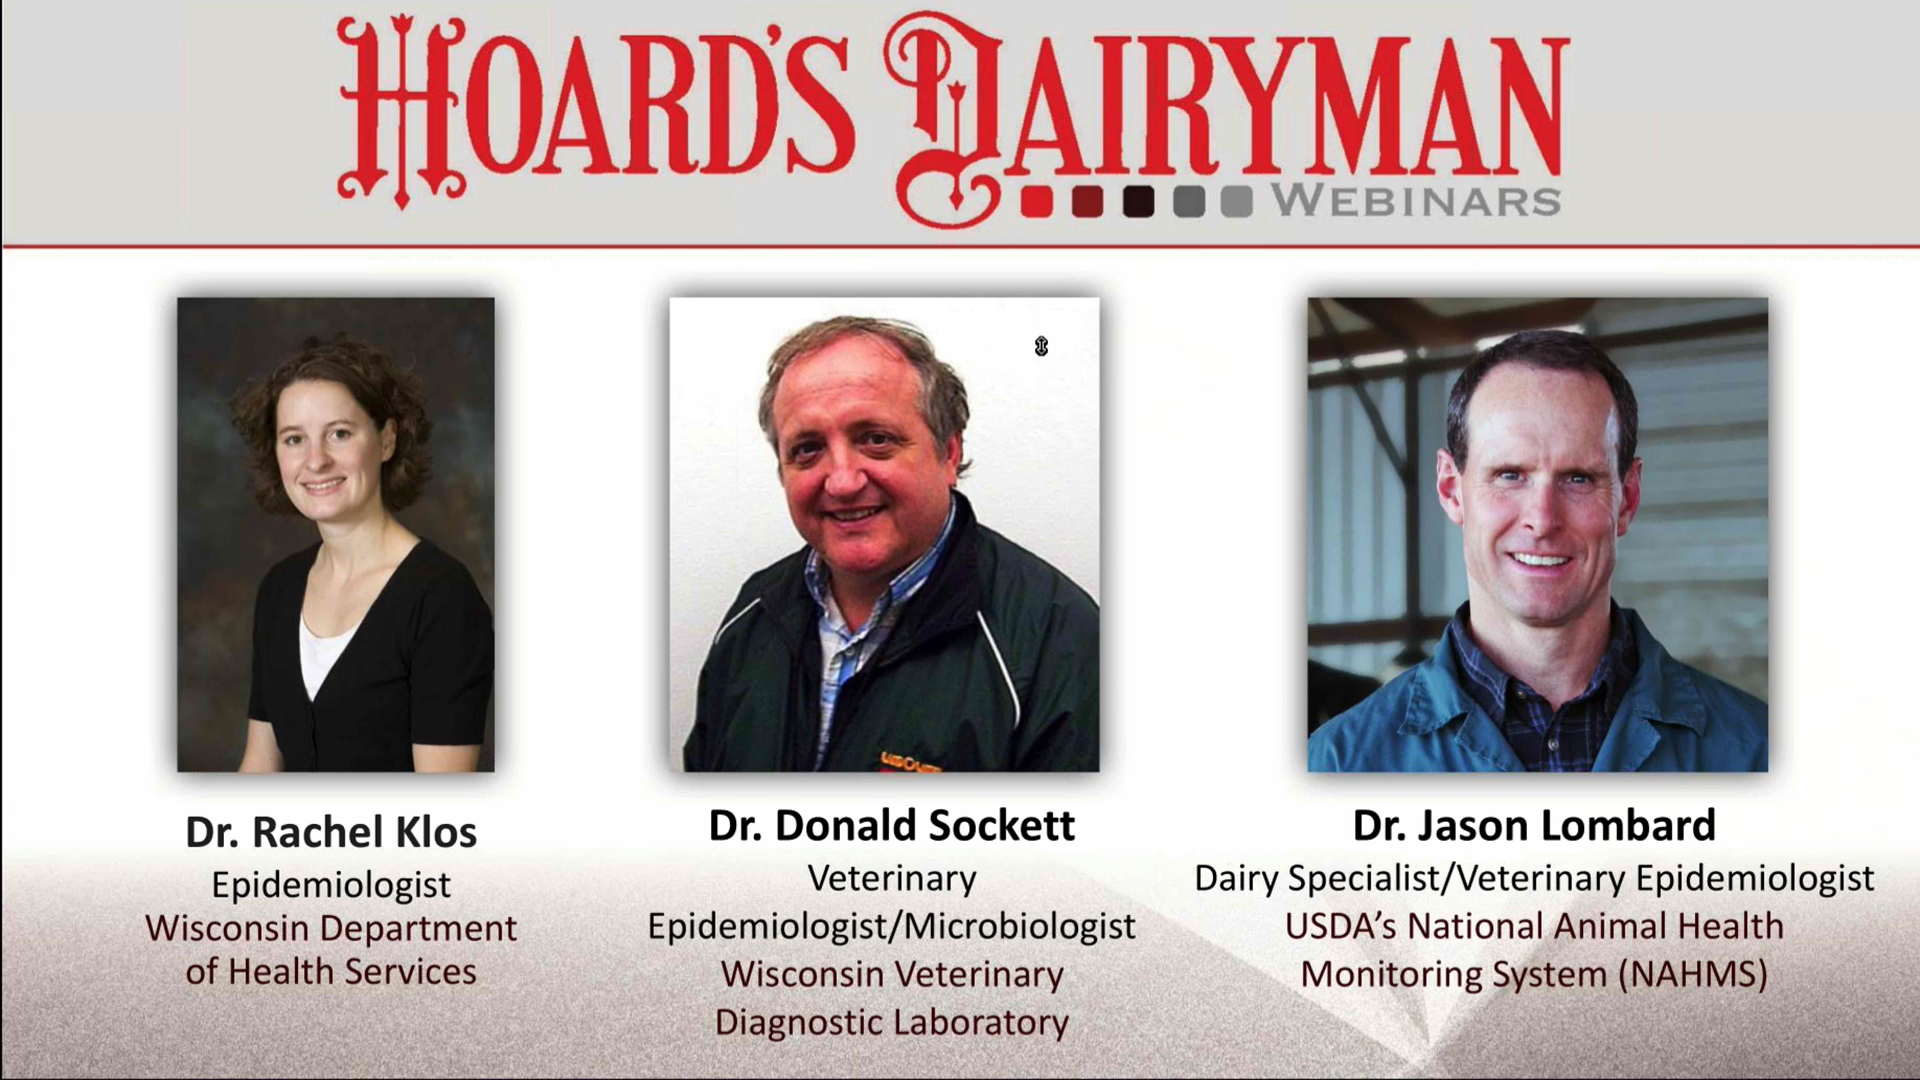 HOARD'S DAIRYMAN
WEBINARS
Dr. Rachel Klos
Epidemiologist
Wisconsin Department
of Health Services
Dr. Donald Sockett
Veterinary
Epidemiologist/Microbiologist
Wisconsin Veterinary
Diagnostic Laboratory
Dr. Jason Lombard
Dairy Specialist/Veterinary Epidemiologist
USDA’s National Animal Health
Monitoring System (NAHMS)